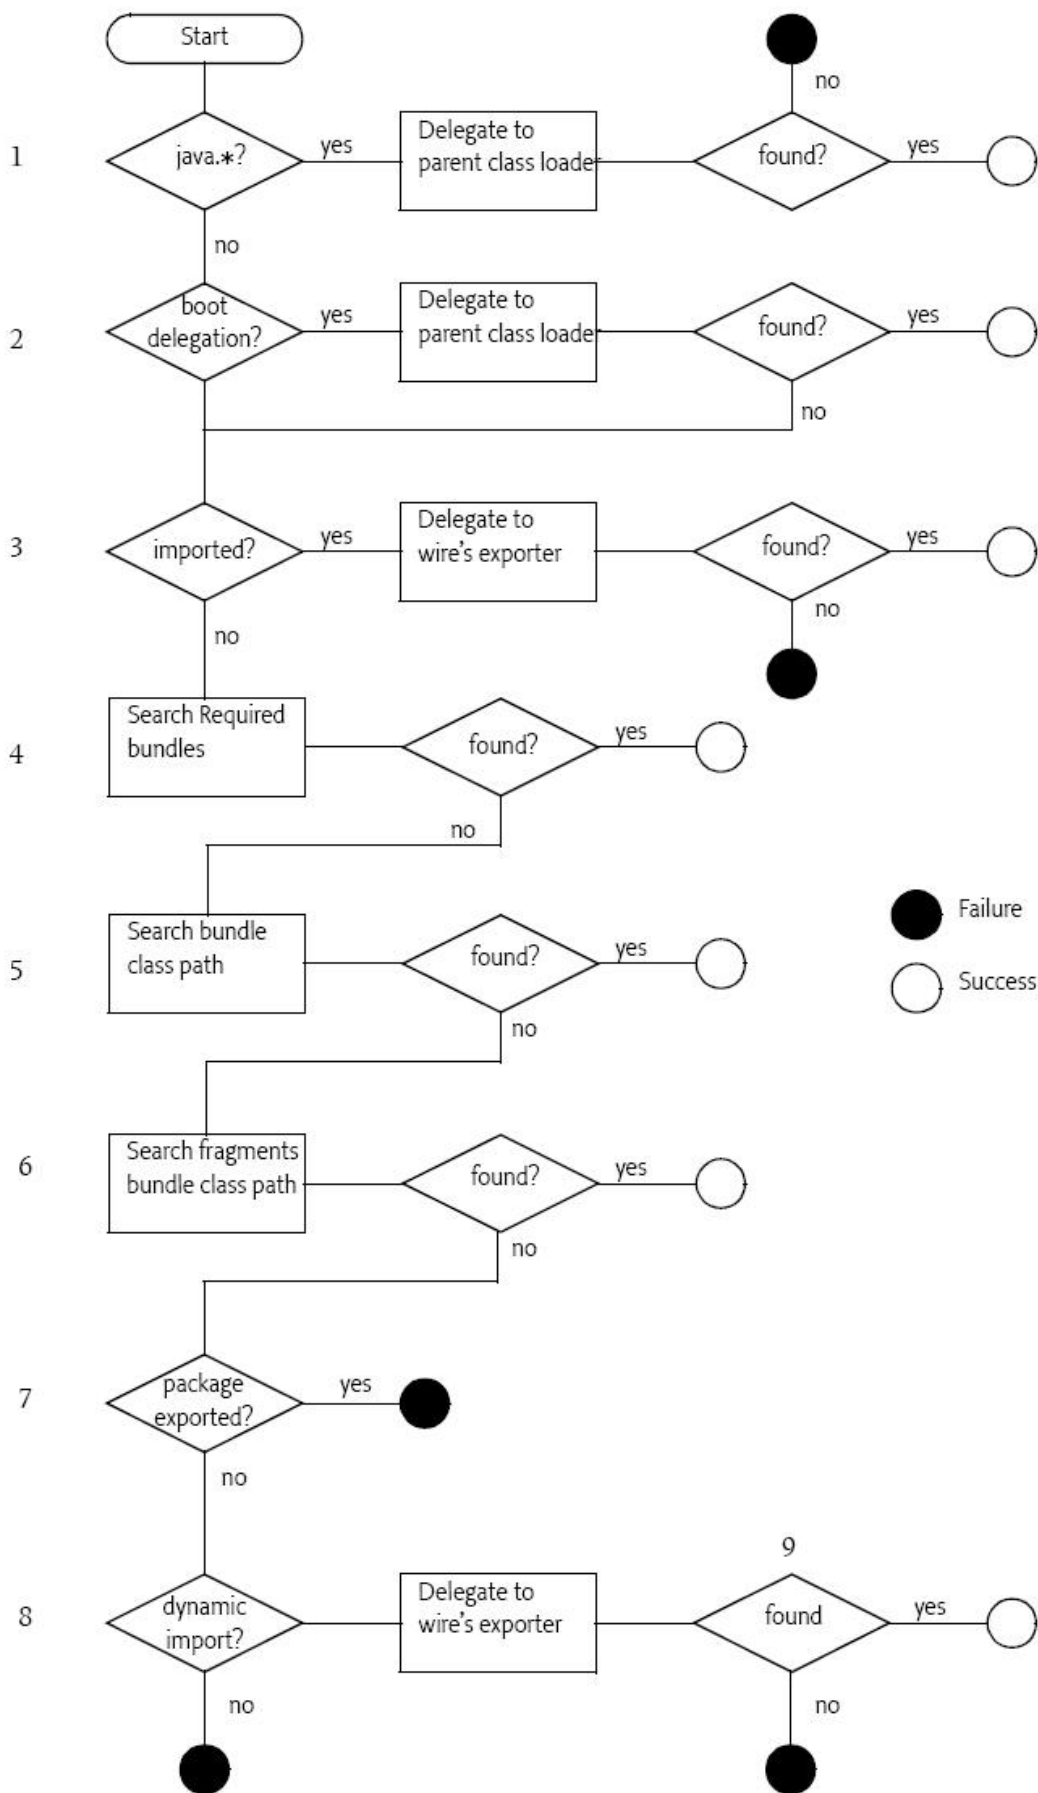 Start
no
1
java.*?
yes
Delegate to
parent class loader
found?
yes
no
2
boot
delegation?
yes
Delegate to
parent class loader
found?
yes
no
3
imported?
yes
Delegate to
wire's exporter
found?
yes
no
no
4
Search Required
bundles
found?
yes
no
Failure
5
Search bundle
class path
found?
yes
Success
no
6
Search fragments
bundle class path
found?
yes
no
7
package
exported?
yes
no
9
8
dynamic
import?
Delegate to
wire's exporter
found
yes
no
no